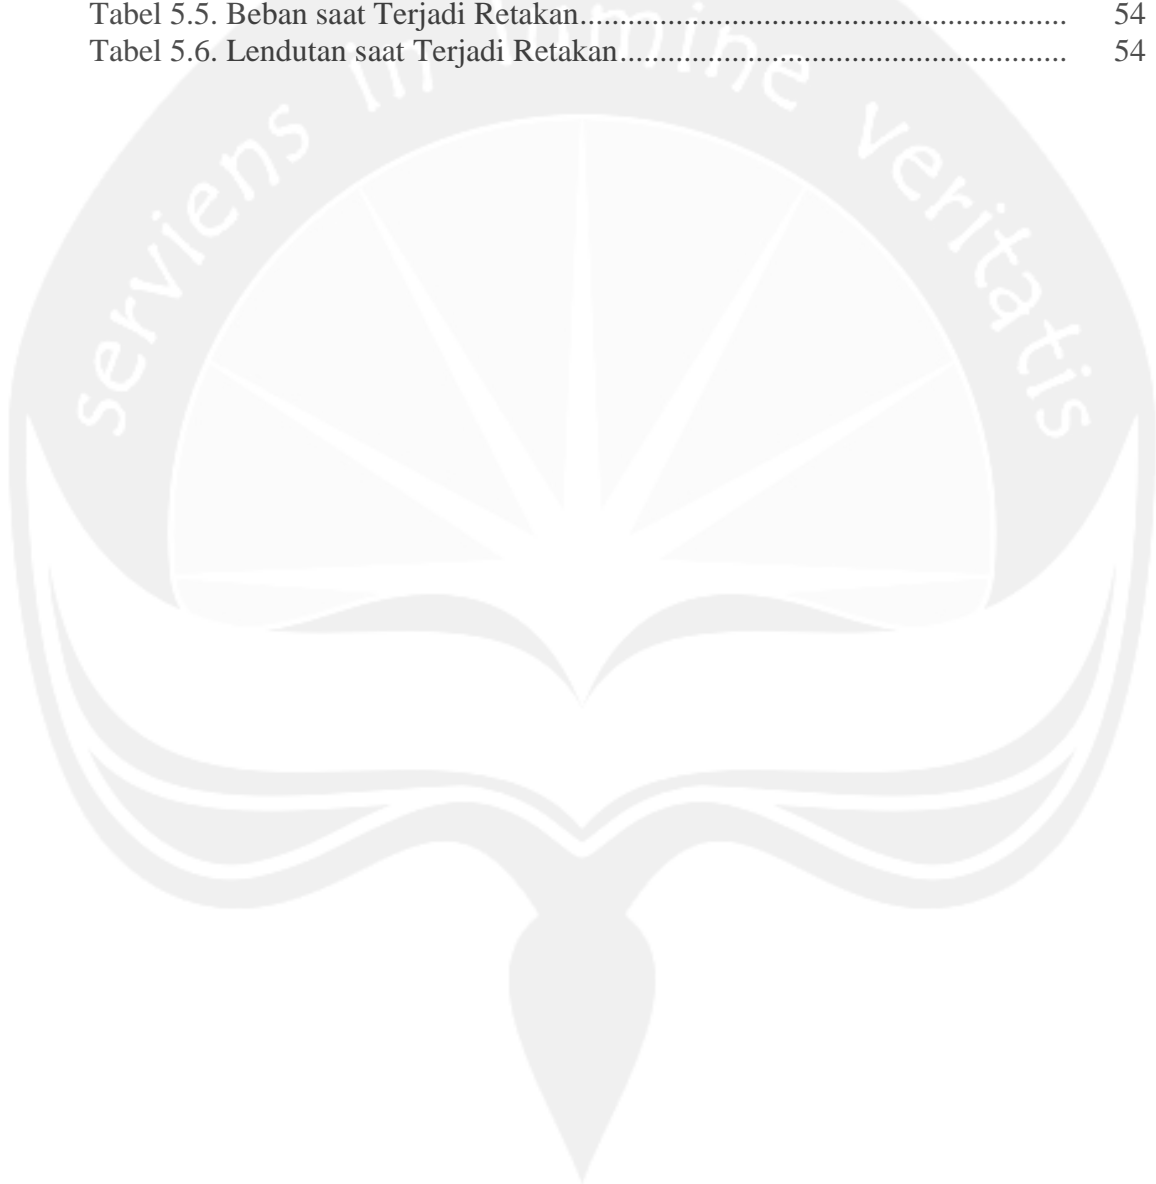 Tabel 5.5. Beban saat Terjadi Retakan.................................................................. 54
Tabel 5.6. Lendutan saat Terjadi Retakan............................................................. 54
serviens in lumine veritatis